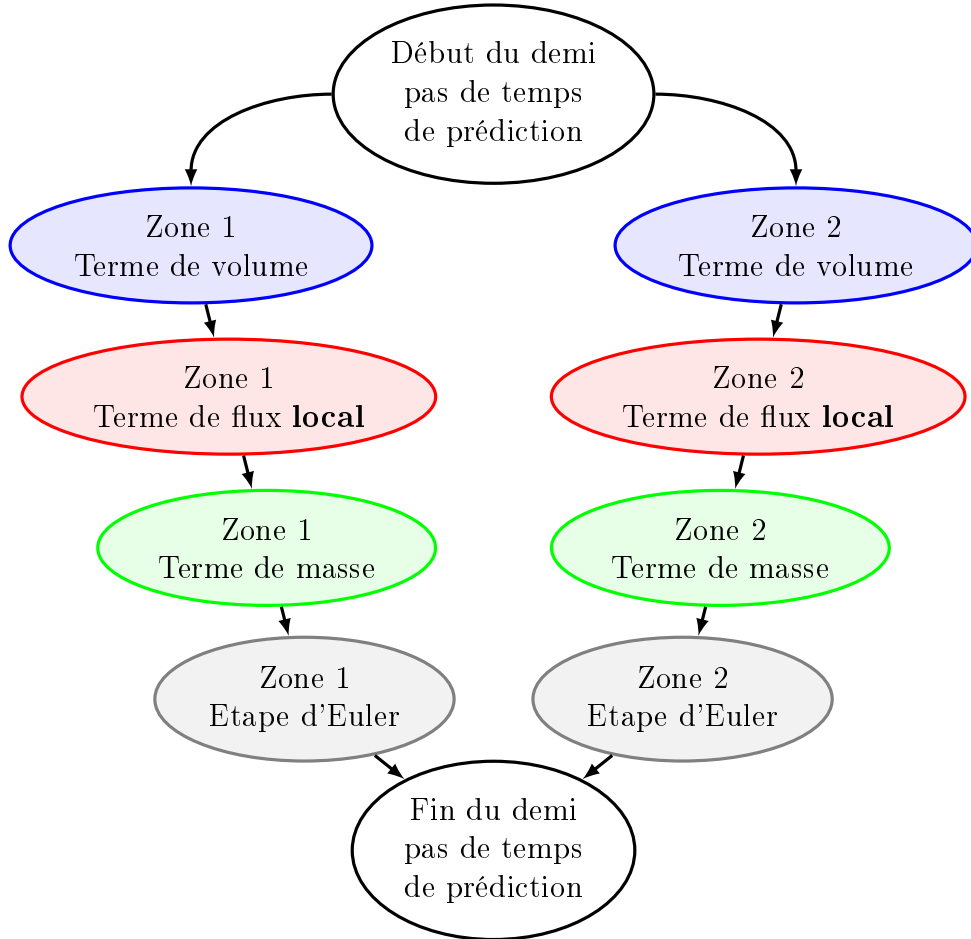 Début du demi
pas de temps
de prédiction
Zone 1
Terme de volume
Zone 2
Terme de volume
Zone 1
Terme de flux local
Zone 2
Terme de flux local
Zone 1
Terme de masse
Zone 2
Terme de masse
Zone 1
Etape d'Euler
Zone 2
Etape d'Euler
Fin du demi
pas de temps
de prédiction